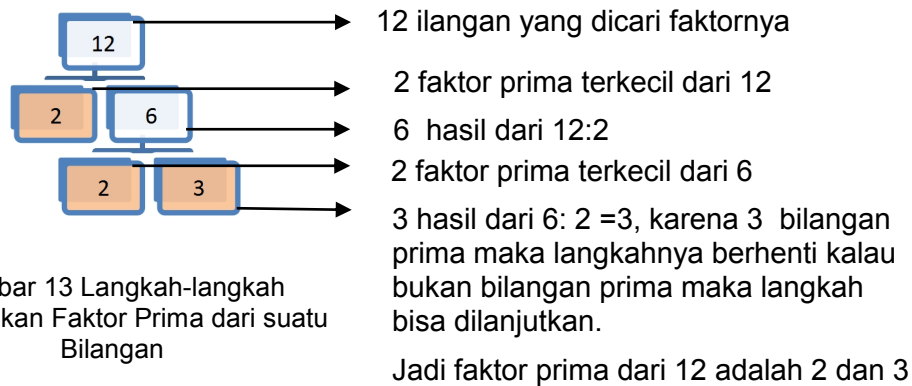 12
12 ilangan yang dicari faktornya
2
6
2 faktor prima terkecil dari 12
6 hasil dari 12:2
2
3
2 faktor prima terkecil dari 6
3 hasil dari 6: 2 =3, karena 3 bilangan
prima maka langkahnya berhenti kalau
bukan bilangan prima maka langkah
bisa dilanjutkan.
Jadi faktor prima dari 12 adalah 2 dan 3
bar 13 Langkah-langkah
kan Faktor Prima dari suatu
Bilangan